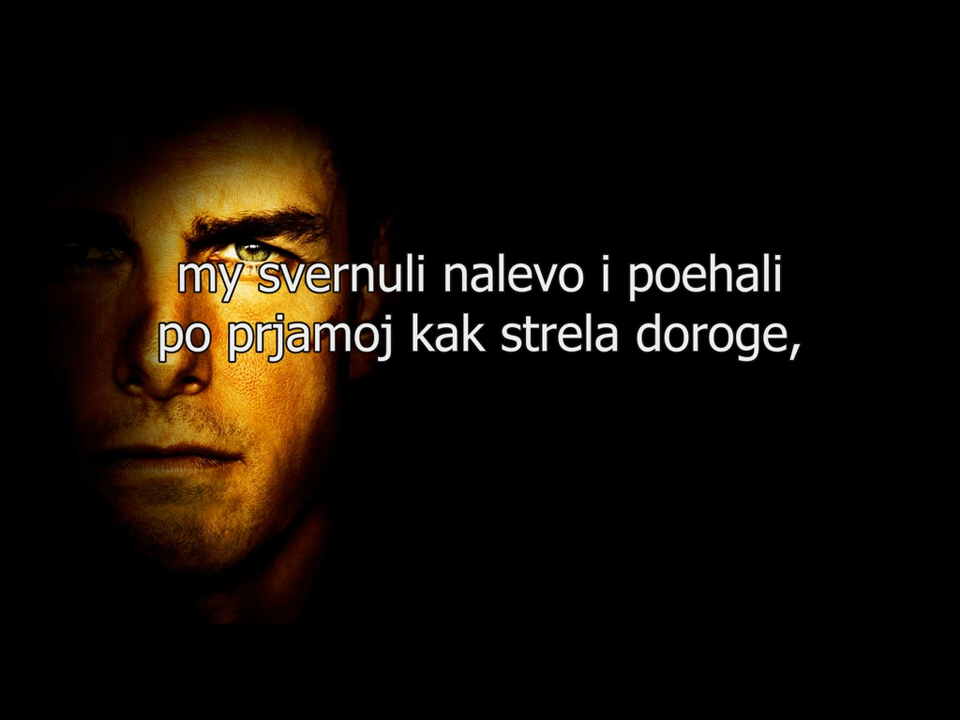 my svernuli nalevo i poehali
po prjamoj kak strela doroge,